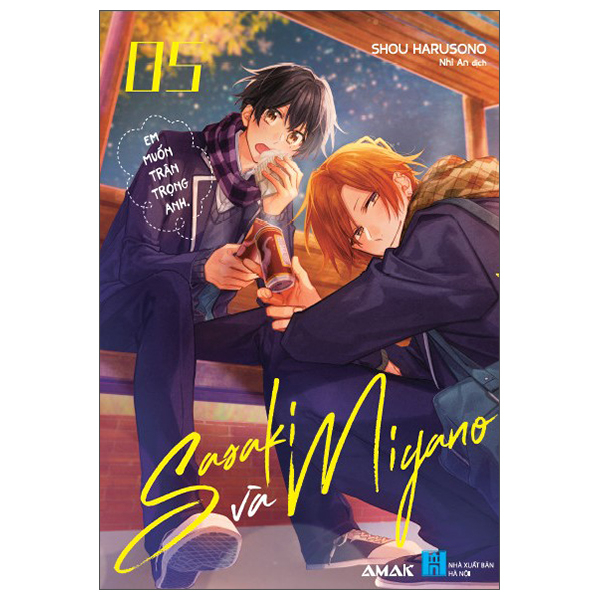 05
SHOU HARUSONO
Nhĩ An dịch
EM
MUỐN
TRÂN
TRỌNG
ANH.
Sasaki
và Miyano
AMAK
NHÀ XUẤT BẢN
HÀ NỘI